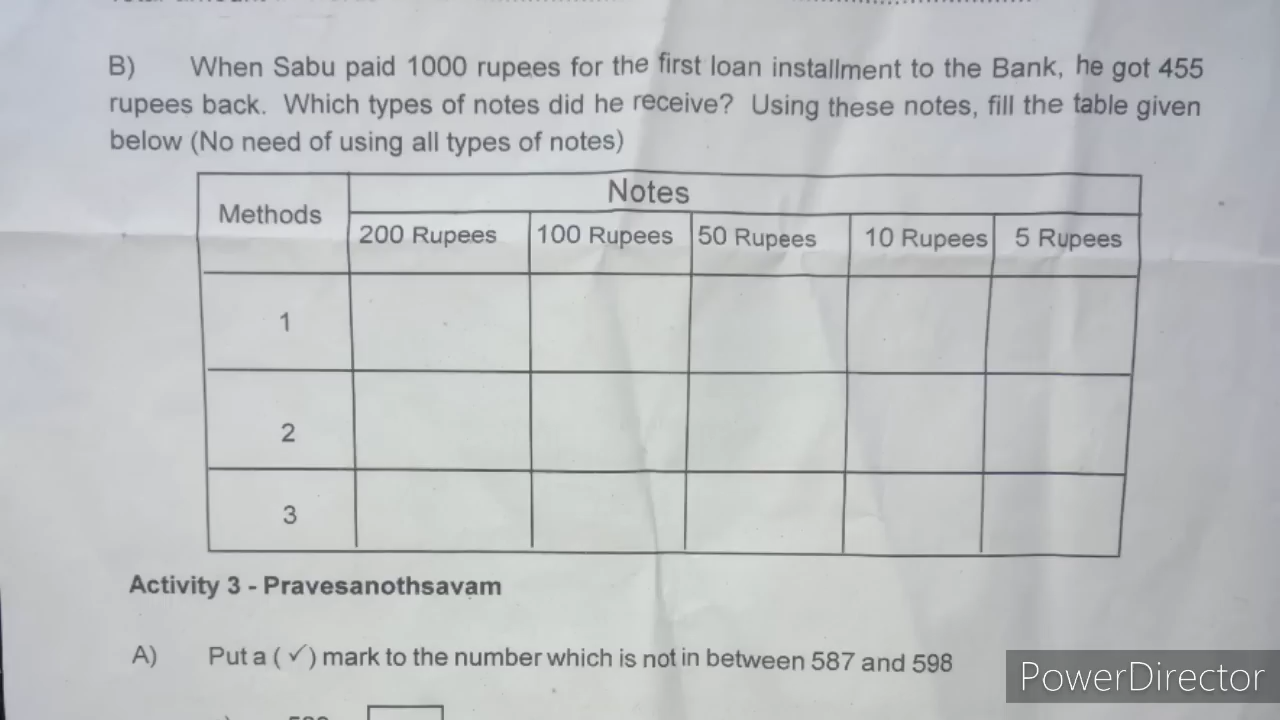 B) When Sabu paid 1000 rupees for the first loan installment to the Bank, he got 455
rupees back. Which types of notes did he receive? Using these notes, fill the table given
below (No need of using all types of notes)
Methods
Notes
200 Rupees 100 Rupees 50 Rupees 10 Rupees 5 Rupees
1
2
3
Activity 3 - Pravesanothsavam
A) Put a (✓) mark to the number which is not in between 587 and 598
PowerDirector